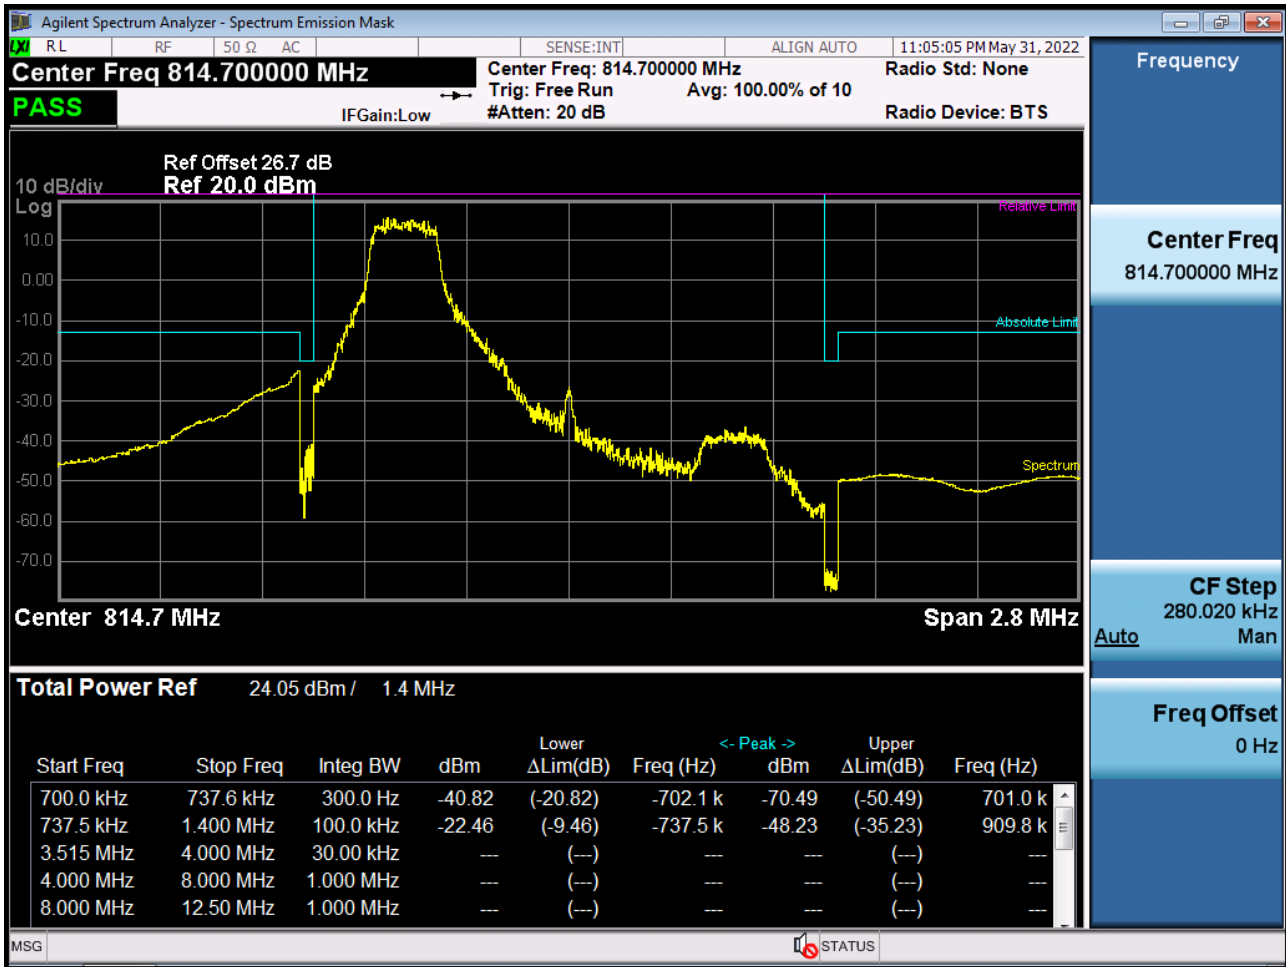 Agilent Spectrum Analyzer - Spectrum Emission Mask
LXI RL RF 50 Ω AC SENSE:INT ALIGN AUTO 11:05:05 PM May 31, 2022
Center Freq 814.700000 MHz
Center Freq: 814.700000 MHz Radio Std: None
Trig: Free Run Avg: 100.00% of 10
PASS
IFGain:Low #Atten: 20 dB Radio Device: BTS
Ref Offset 26.7 dB
10 dB/div Ref 20.0 dBm
Log
Relative Limit
10.0
0.00
-10.0
Absolute Limit
-20.0
-30.0
-40.0
Spectrum
-50.0
-60.0
-70.0
Center 814.7 MHz Span 2.8 MHz
Total Power Ref 24.05 dBm / 1.4 MHz
Lower <- Peak -> Upper
Start Freq Stop Freq Integ BW dBm ΔLim(dB) Freq (Hz) dBm ΔLim(dB) Freq (Hz)
700.0 kHz 737.6 kHz 300.0 Hz -40.82 (-20.82) -702.1 k -70.49 (-50.49) 701.0 k
737.5 kHz 1.400 MHz 100.0 kHz -22.46 (-9.46) -737.5 k -48.23 (-35.23) 909.8 k
3.515 MHz 4.000 MHz 30.00 kHz --- (---) --- --- (---) ---
4.000 MHz 8.000 MHz 1.000 MHz --- (---) --- --- (---) ---
8.000 MHz 12.50 MHz 1.000 MHz --- (---) --- --- (---) ---
MSG STATUS
Frequency
Center Freq
814.700000 MHz
CF Step
280.020 kHz
Auto Man
Freq Offset
0 Hz